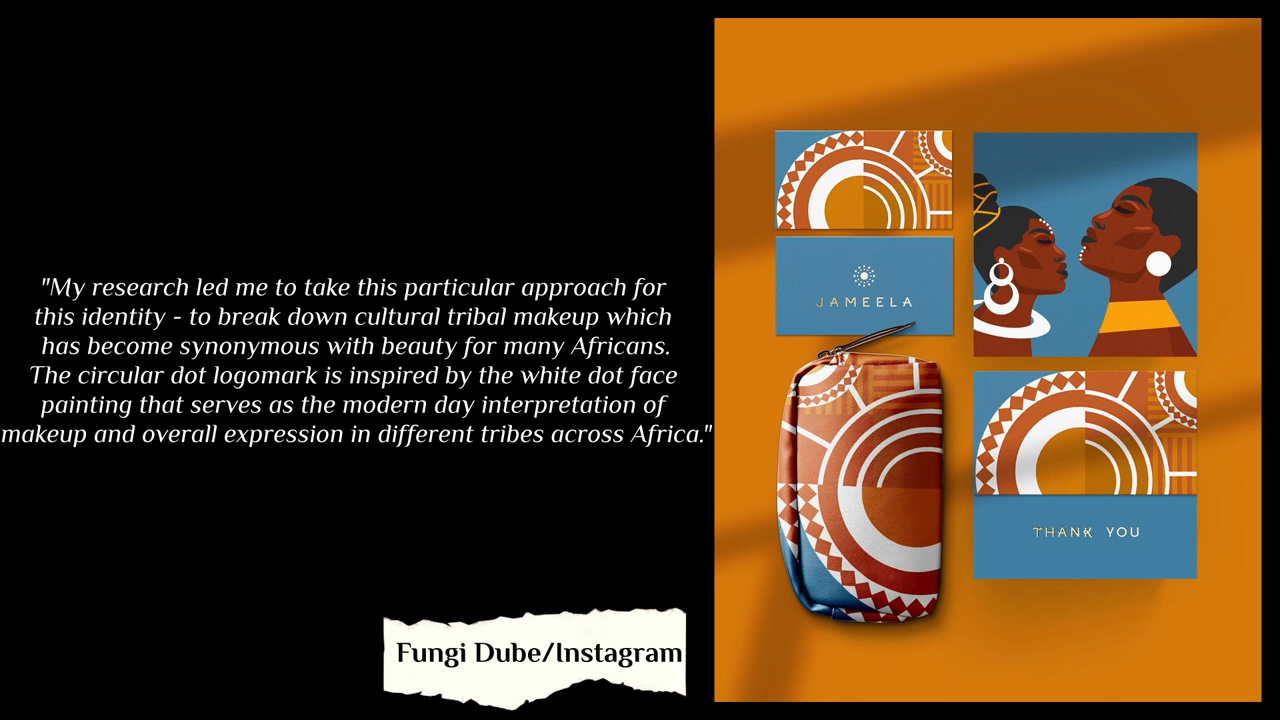 "My research led me to take this particular approach for
this identity - to break down cultural tribal makeup which
has become synonymous with beauty for many Africans.
The circular dot logomark is inspired by the white dot face
painting that serves as the modern day interpretation of
makeup and overall expression in different tribes across Africa."
Fungi Dube/Instagram
JAMEELA
THANK YOU